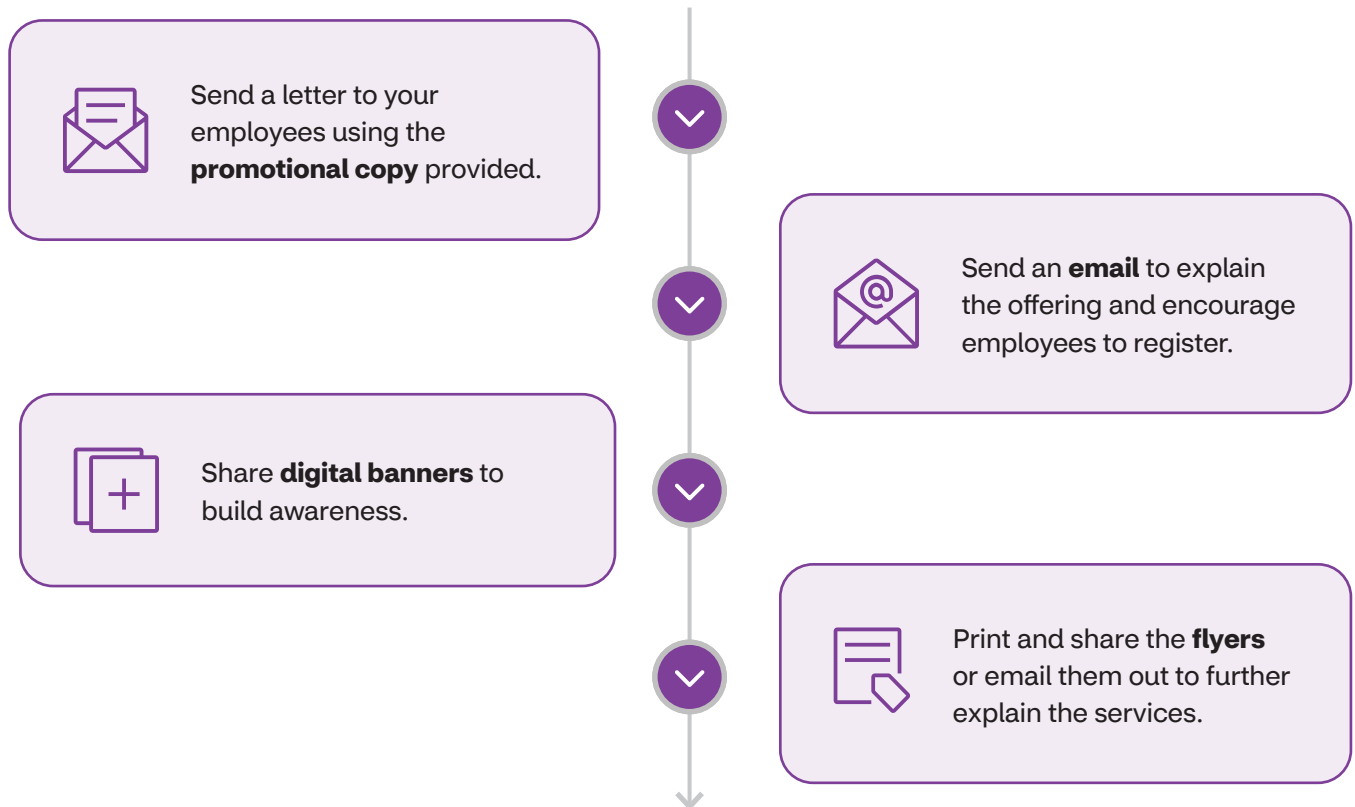 Send a letter to your
employees using the
promotional copy provided.
Send an email to explain
the offering and encourage
employees to register.
Share digital banners to
build awareness.
Print and share the flyers
or email them out to further
explain the services.